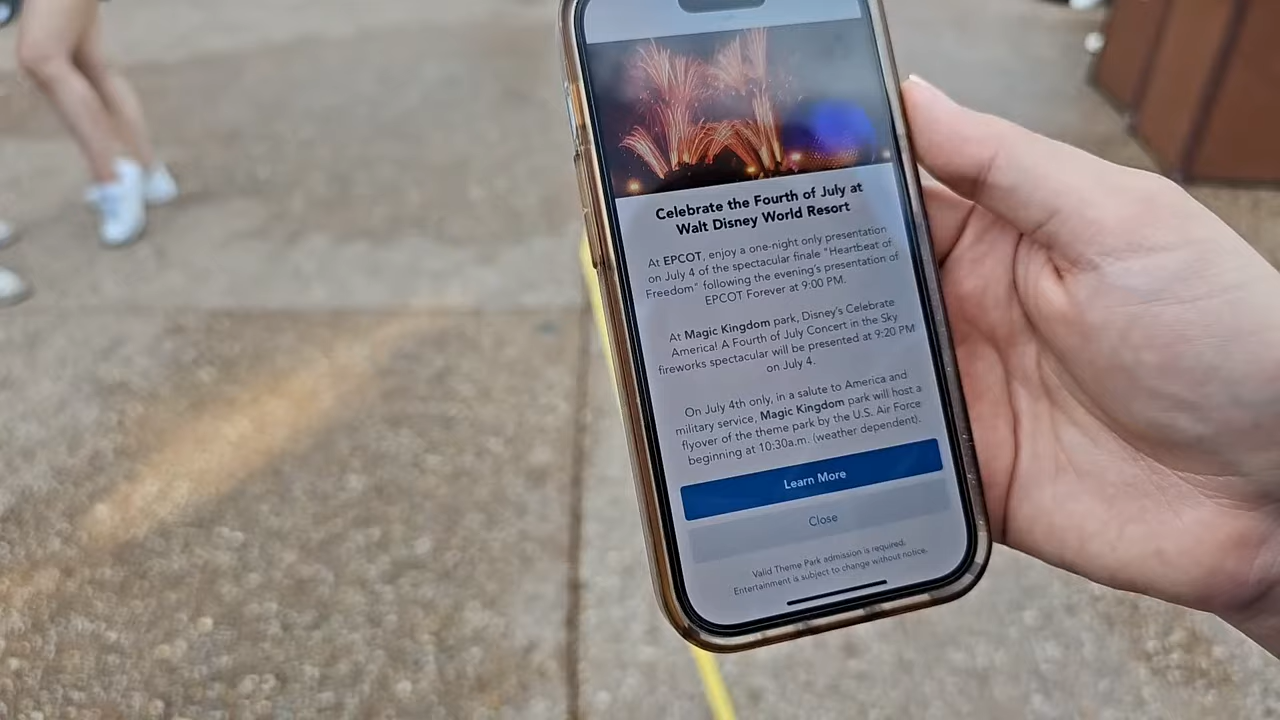 Celebrate the Fourth of July at
Walt Disney World Resort
At EPCOT, enjoy a one-night only presentation
on July 4 of the spectacular finale "Heartbeat of
Freedom" following the evening's presentation of
EPCOT Forever at 9:00 PM.
At Magic Kingdom park, Disney's Celebrate
America! A Fourth of July Concert in the Sky
fireworks spectacular will be presented at 9:20 PM
on July 4.
On July 4th only, in a salute to America and
military service, Magic Kingdom park will host a
flyover of the theme park by the U.S. Air Force
beginning at 10:30a.m. (weather dependent).
Learn More
Close
Valid Theme Park admission is required.
Entertainment is subject to change without notice.